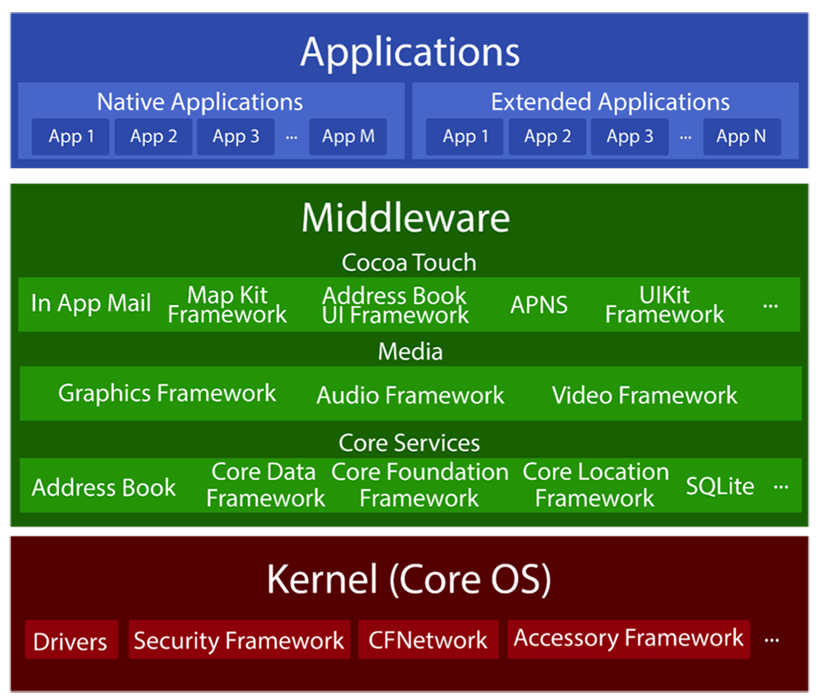 Applications
Native Applications
App 1 App 2 App 3 ... App M
Extended Applications
App 1 App 2 App 3 ... App N
Middleware
Cocoa Touch
In App Mail
Map Kit
Framework
Address Book
UI Framework
APNS
UIKit
Framework
...
Media
Graphics Framework Audio Framework Video Framework
Core Services
Address Book
Core Data
Framework
Core Foundation
Framework
Core Location
Framework
SQLite
...
Kernel (Core OS)
Drivers Security Framework CFNetwork Accessory Framework ...